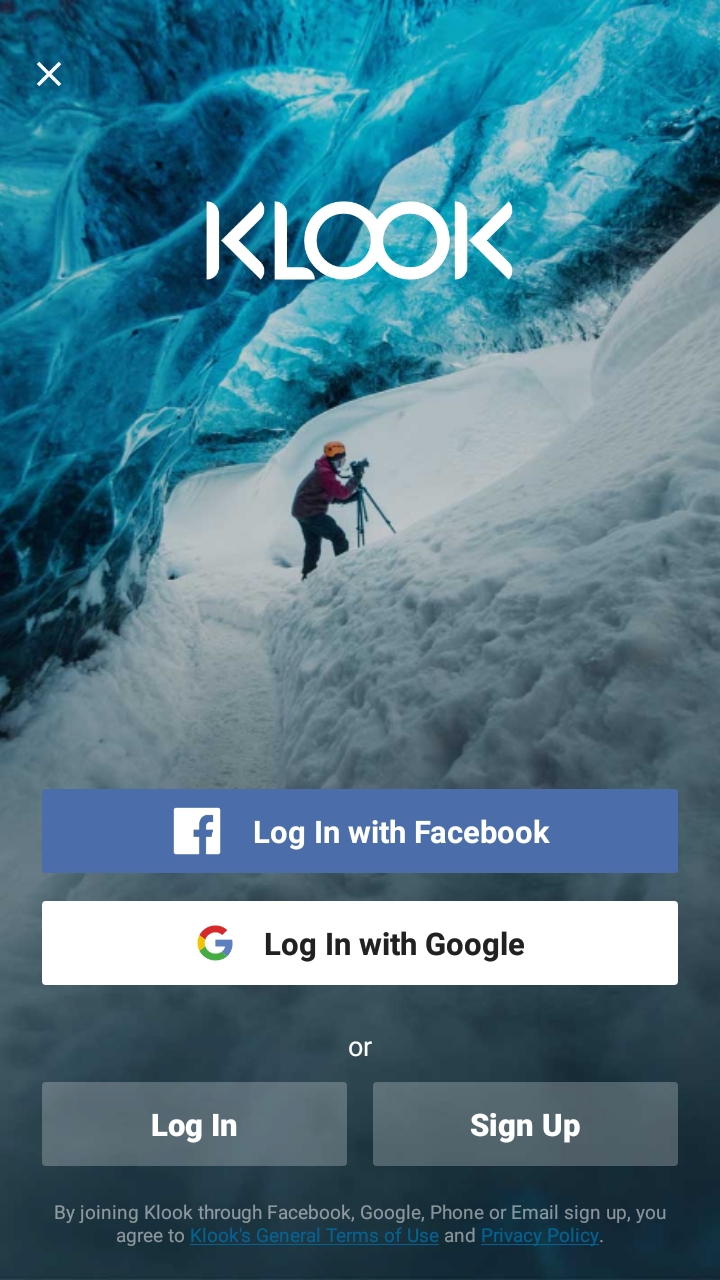 KLOOK
Log In with Facebook
Log In with Google
or
Log In
Sign Up
By joining Klook through Facebook, Google, Phone or Email sign up, you
agree to Klook's General Terms of Use and Privacy Policy.